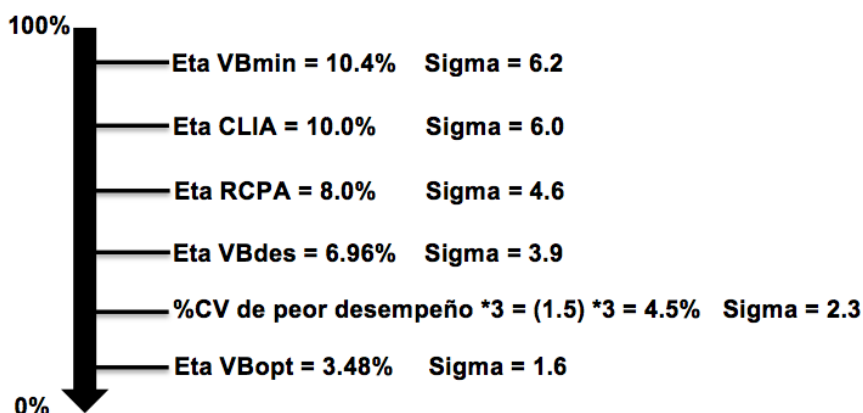 100%
Eta VBmin = 10.4% Sigma = 6.2
Eta CLIA = 10.0% Sigma = 6.0
Eta RCPA = 8.0% Sigma = 4.6
Eta VBdes = 6.96% Sigma = 3.9
%CV de peor desempeño *3 = (1.5) *3 = 4.5% Sigma = 2.3
Eta VBopt = 3.48% Sigma = 1.6
0%